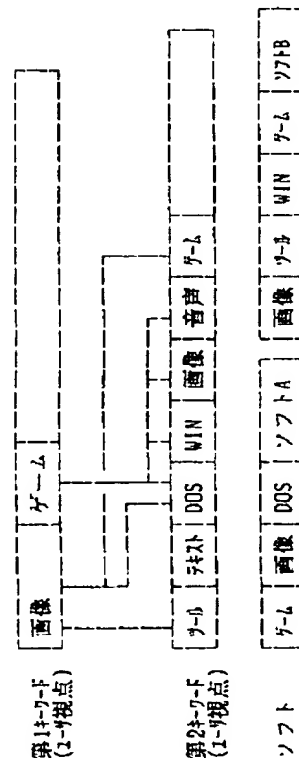 第1キーワード
(ユーザ視点)
画像 ゲーム
第2キーワード
(ユーザ視点)
ツール テキスト DOS WIN 画像 音声 ゲーム
ソフト
ゲーム 画像 DOS ソフトA
画像 ツール WIN ゲーム ソフトB